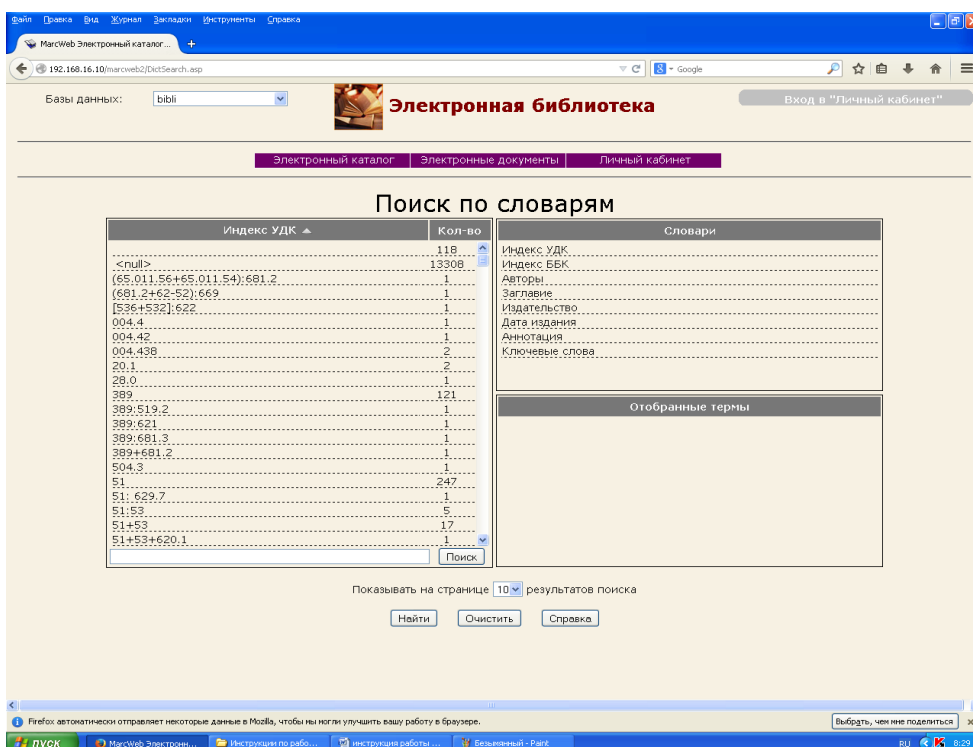 Файл Правка Вид Журнал Закладки Инструменты Справка
MarcWeb Электронный каталог... +
192.168.16.10/marcweb2/DictSearch.asp Google
Базы данных: bibli Электронная библиотека Вход в "Личный кабинет"
Электронный каталог Электронные документы Личный кабинет
Поиск по словарям
Индекс УДК ▲ Кол-во
118
<null> 13308
(65.011.56+65.011.54):681.2 1
(681.2+62-52):669 1
[536+532]:622 1
004.4 1
004.42 1
004.438 2
20.1 2
28.0 1
389 121
389:519.2 1
389:621 1
389:681.3 1
389+681.2 1
504.3 1
51 247
51: 629.7 1
51:53 5
51+53 17
51+53+620.1 1
Поиск
Словари
Индекс УДК
Индекс ББК
Авторы
Заглавие
Издательство
Дата издания
Аннотация
Ключевые слова
Отобранные термы
Показывать на странице 10 результатов поиска
Найти Очистить Справка
Firefox автоматически отправляет некоторые данные в Mozilla, чтобы мы могли улучшить вашу работу в браузере. Выбрать, чем мне поделиться
пуск MarcWeb Электронн... Инструкции по рабо... инструкция работы ... Безымянный - Paint RU 8:29